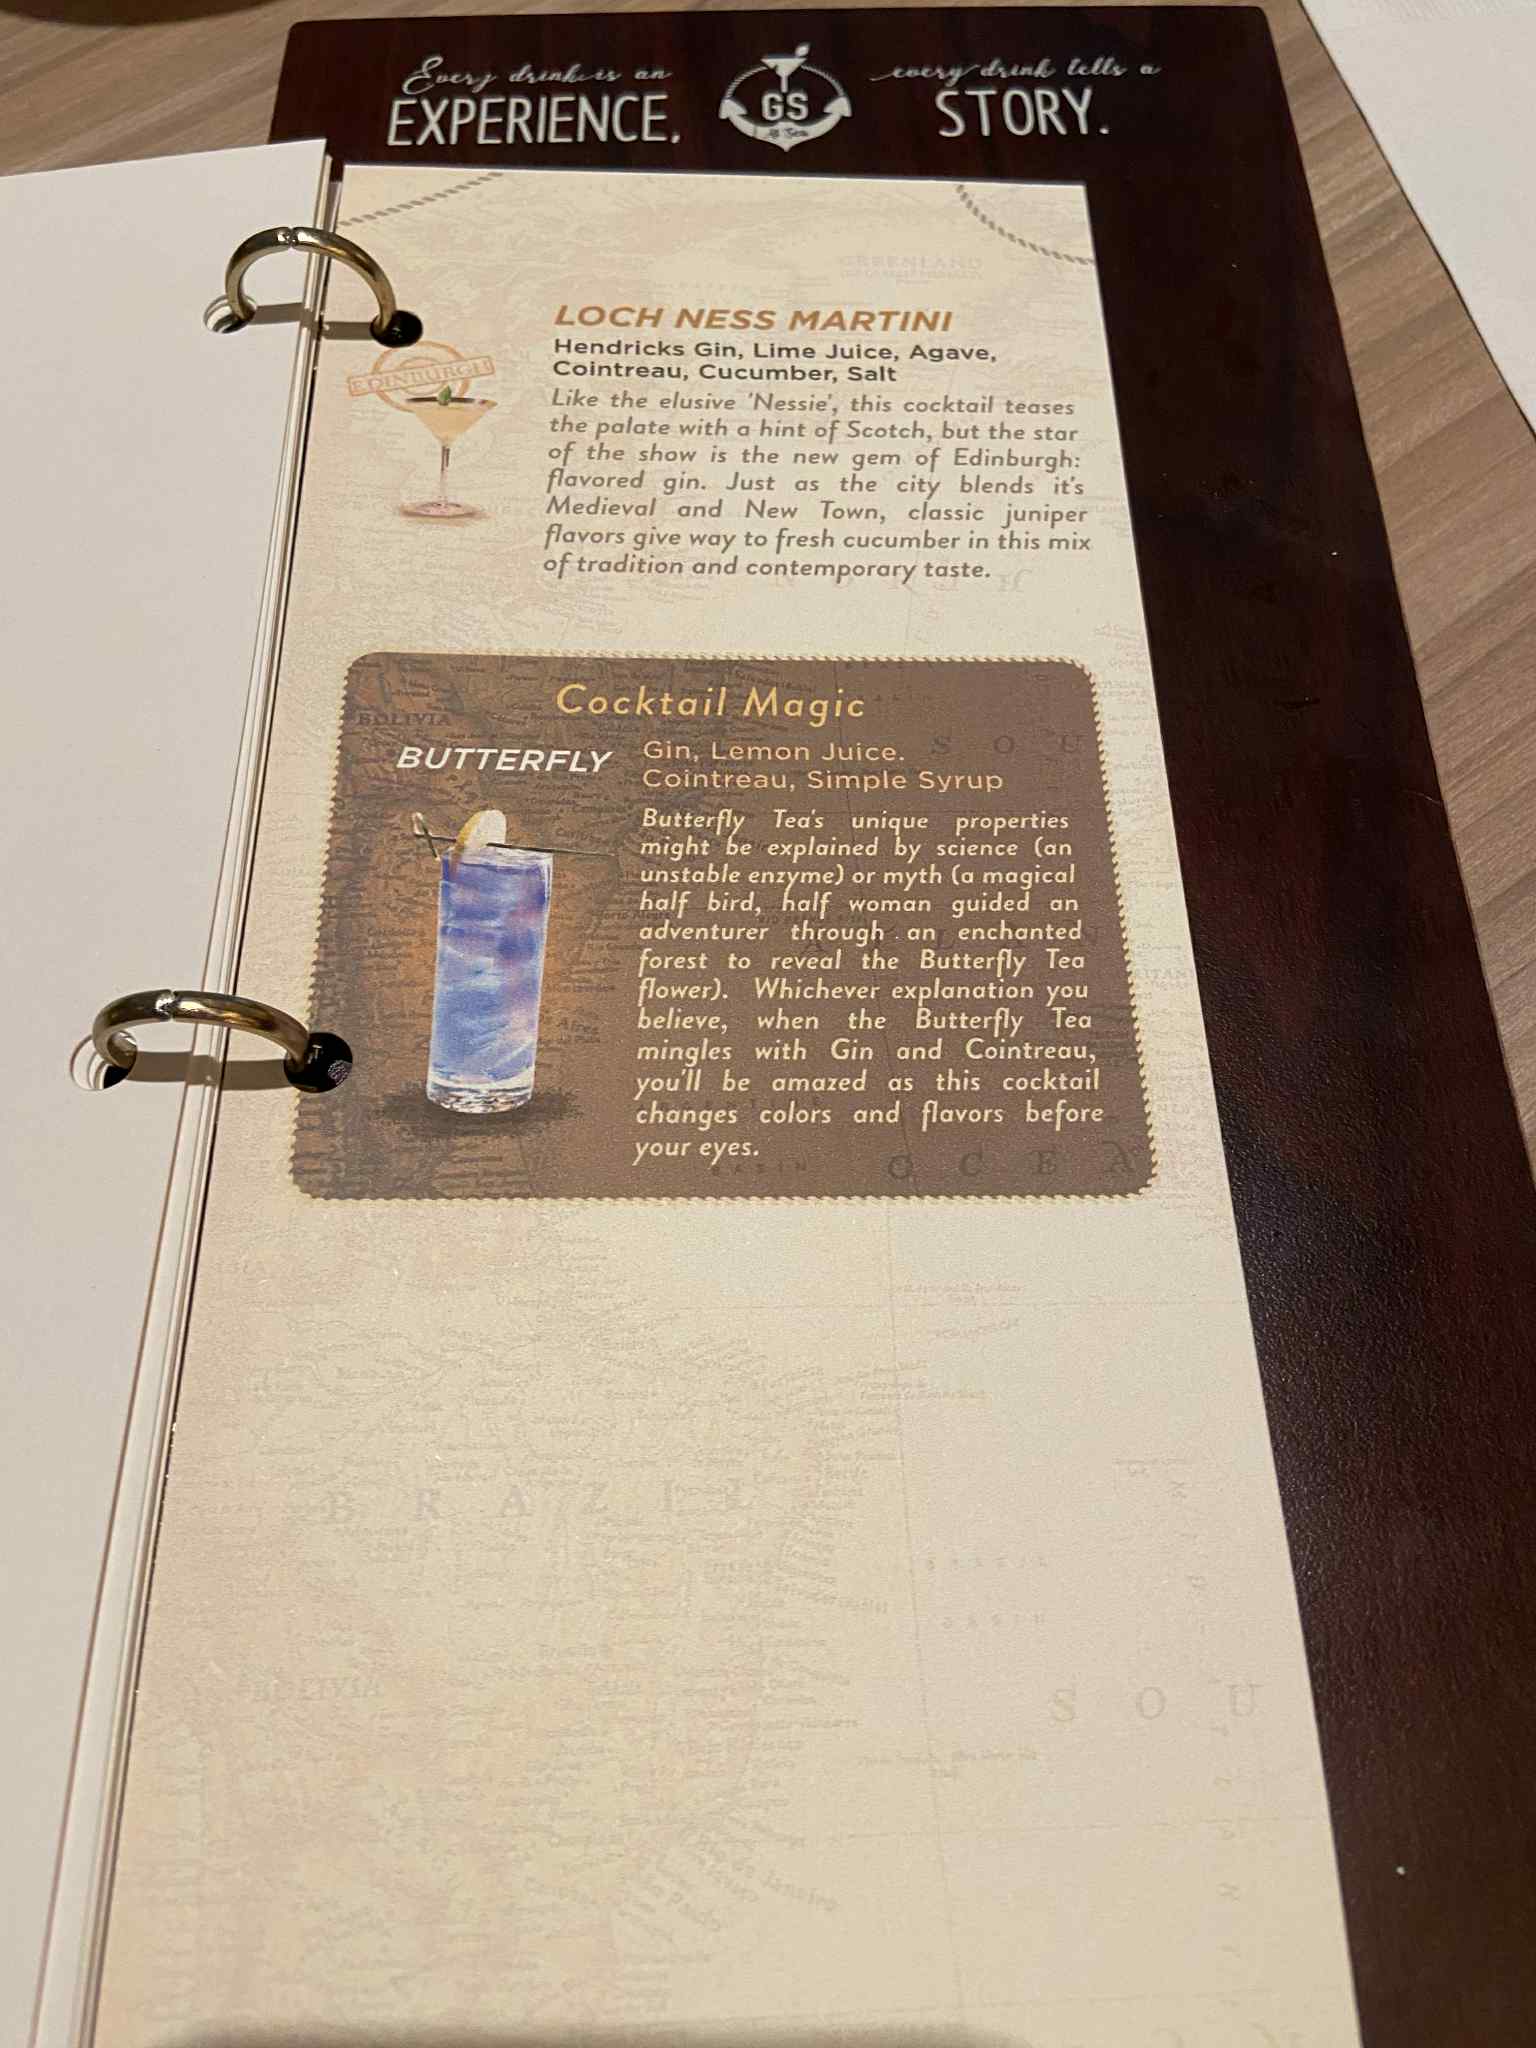 Every drink is an
EXPERIENCE.
GS
At Sea
every drink tells a
STORY.
GREENLAND
EDINBURGH
LOCH NESS MARTINI
Hendricks Gin, Lime Juice, Agave,
Cointreau, Cucumber, Salt
Like the elusive 'Nessie', this cocktail teases
the palate with a hint of Scotch, but the star
of the show is the new gem of Edinburgh:
flavored gin. Just as the city blends it's
Medieval and New Town, classic juniper
flavors give way to fresh cucumber in this mix
of tradition and contemporary taste.
Cocktail Magic
BOLIVIA
BUTTERFLY
Gin, Lemon Juice.
Cointreau, Simple Syrup
S O U
Butterfly Tea's unique properties
might be explained by science (an
unstable enzyme) or myth (a magical
half bird, half woman guided an
adventurer through an enchanted
forest to reveal the Butterfly Tea
flower). Whichever explanation you
believe, when the Butterfly Tea
mingles with Gin and Cointreau,
you'll be amazed as this cocktail
changes colors and flavors before
your eyes.
BASIN
O C E A
B R A Z I L
BOLIVIA
S O U